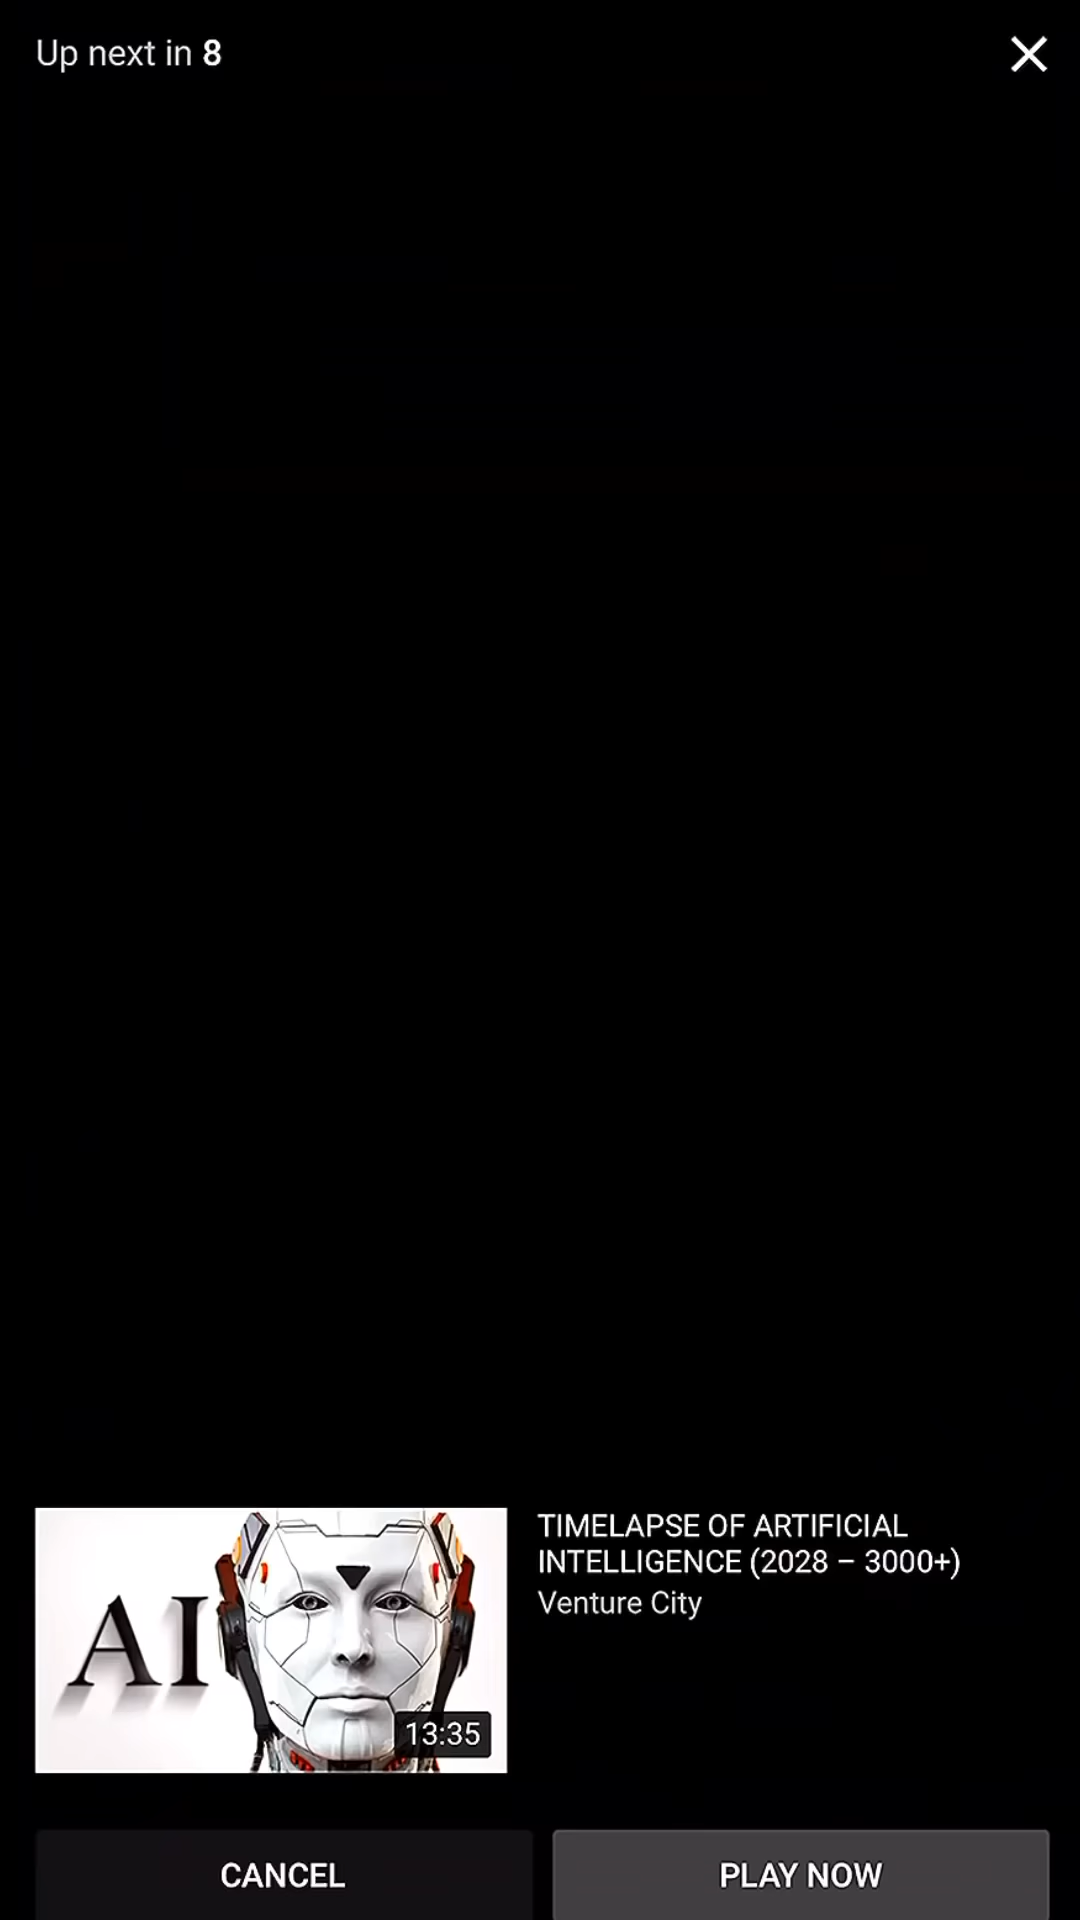 Up next in 8
TIMELAPSE OF ARTIFICIAL
INTELLIGENCE (2028 – 3000+)
Venture City
AI
13:35
CANCEL
PLAY NOW